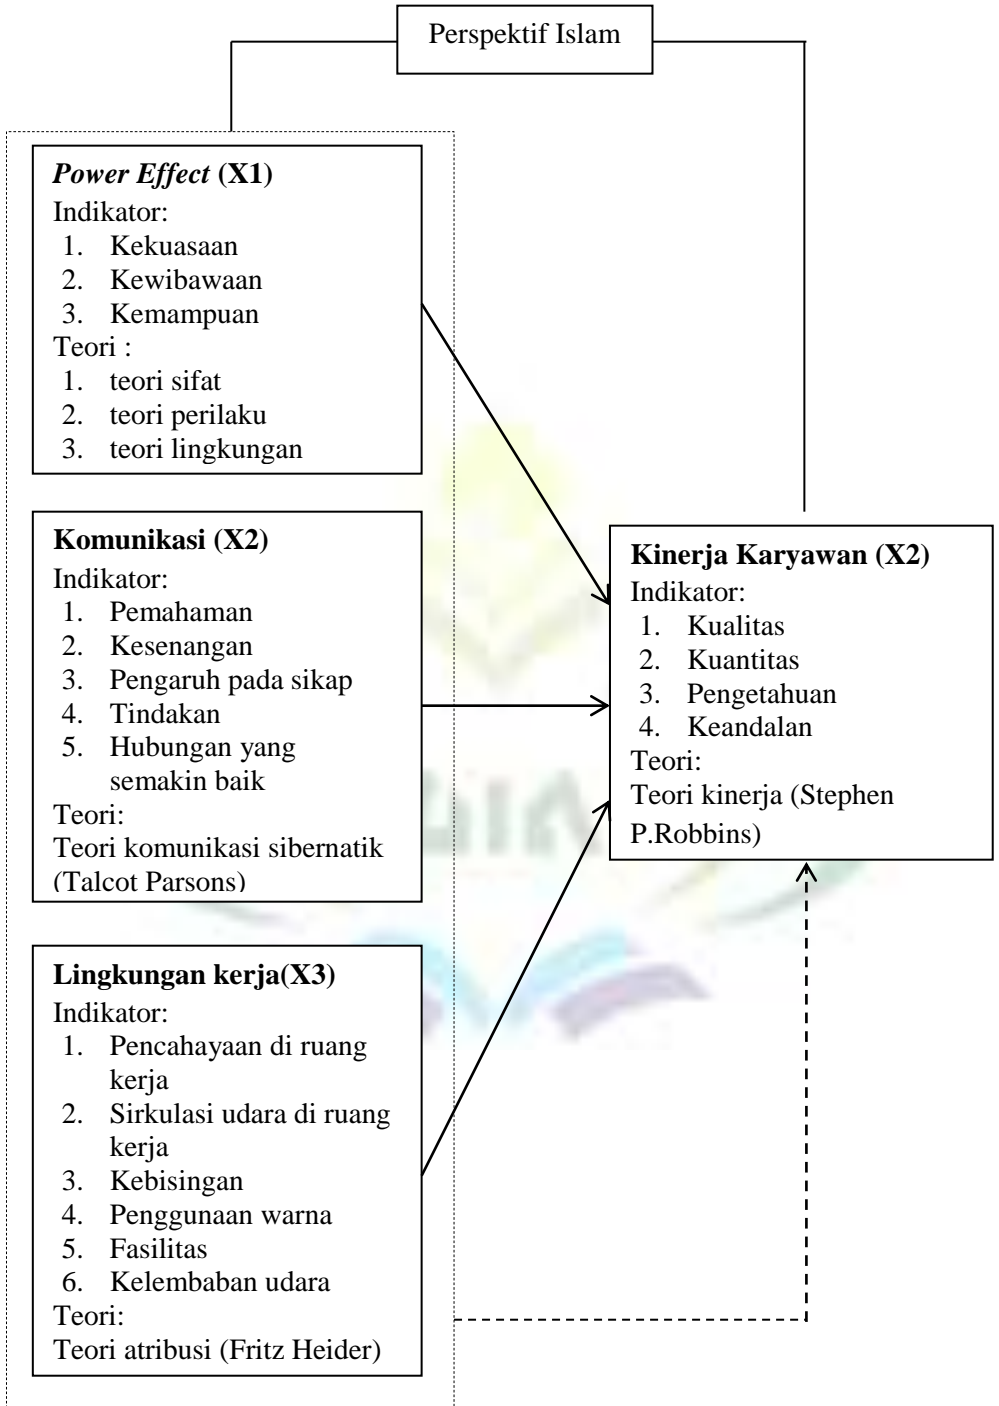 Perspektif Islam
Power Effect (X1)
Indikator:
1. Kekuasaan
2. Kewibawaan
3. Kemampuan
Teori :
1. teori sifat
2. teori perilaku
3. teori lingkungan
Komunikasi (X2)
Indikator:
1. Pemahaman
2. Kesenangan
3. Pengaruh pada sikap
4. Tindakan
5. Hubungan yang
semakin baik
Teori:
Teori komunikasi sibernatik
(Talcot Parsons)
Lingkungan kerja(X3)
Indikator:
1. Pencahayaan di ruang
kerja
2. Sirkulasi udara di ruang
kerja
3. Kebisingan
4. Penggunaan warna
5. Fasilitas
6. Kelembaban udara
Teori:
Teori atribusi (Fritz Heider)
Kinerja Karyawan (X2)
Indikator:
1. Kualitas
2. Kuantitas
3. Pengetahuan
4. Keandalan
Teori:
Teori kinerja (Stephen
P.Robbins)